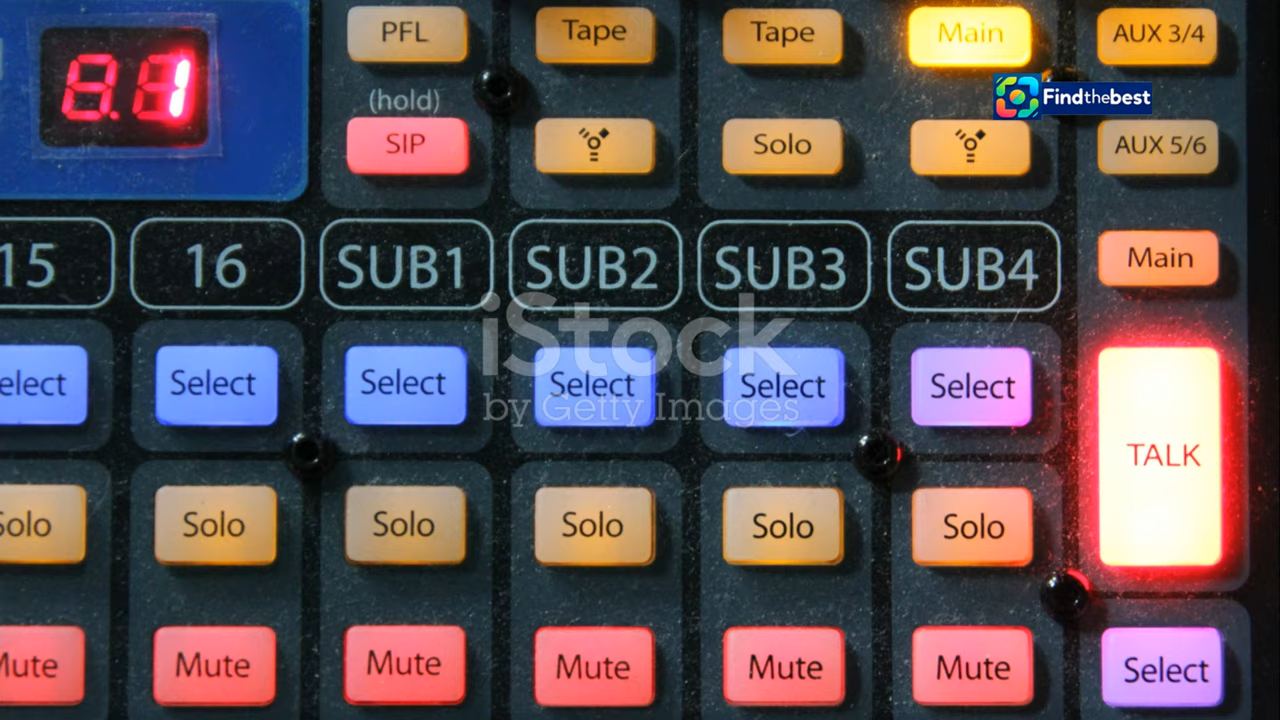 PFL Tape Tape Main AUX 3/4
8.1
(hold)
Findthebest
SIP Solo AUX 5/6
15 16 SUB1 SUB2 SUB3 SUB4 Main
iStock
by Getty Images
elect Select Select Select Select Select
TALK
Solo Solo Solo Solo Solo Solo
Mute Mute Mute Mute Mute Mute Select